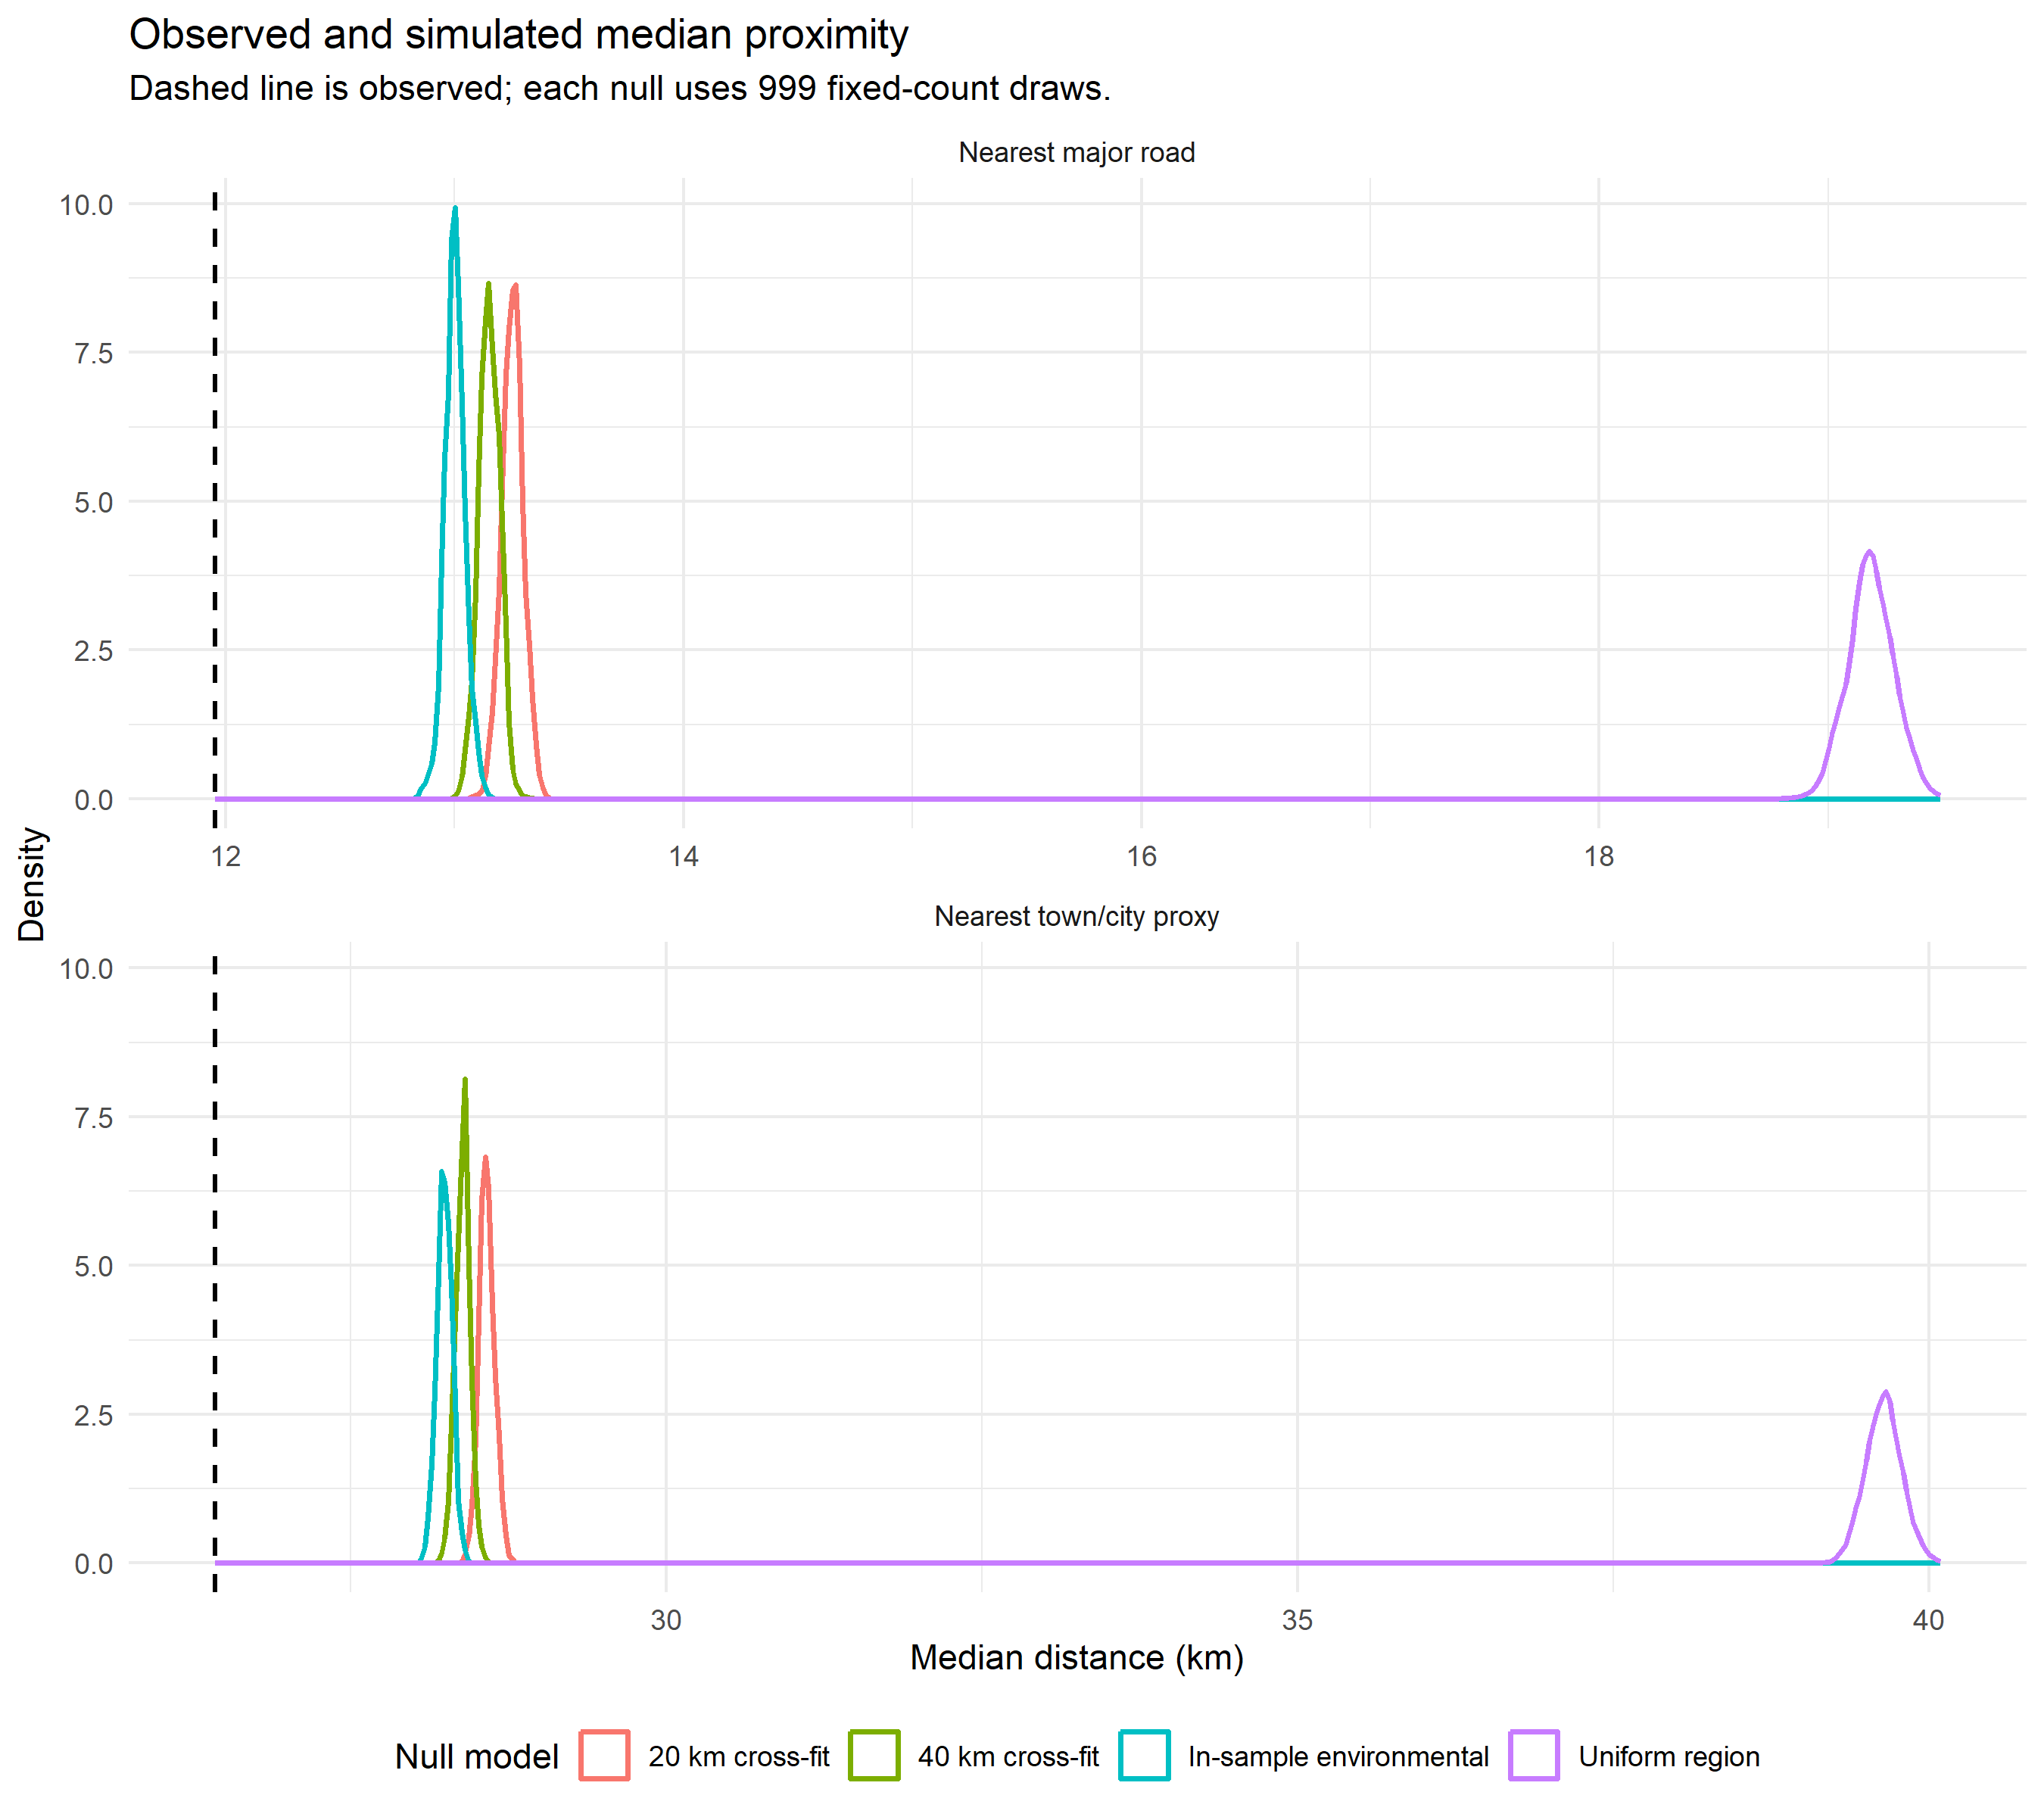 Observed and simulated median proximity
Dashed line is observed; each null uses 999 fixed-count draws.
Nearest major road
10.0
7.5
5.0
2.5
0.0
12 14 16 18
Density
Nearest town/city proxy
10.0
7.5
5.0
2.5
0.0
30 35 40
Median distance (km)
Null model 20 km cross-fit 40 km cross-fit In-sample environmental Uniform region